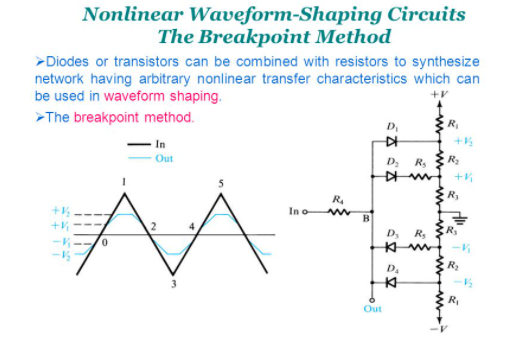 Nonlinear Waveform-Shaping Circuits
The Breakpoint Method
➢Diodes or transistors can be combined with resistors to synthesize
network having arbitrary nonlinear transfer characteristics which can
be used in waveform shaping.
➢The breakpoint method.
In
Out
+V₂
+V₁
−V₁
−V₂
0
1
2
3
4
5
+V
D₁
R₁
+V₂
D₂
R₅
R₂
+V₁
R₃
R₄
In
B
D₃
R₅
R₃
−V₁
D₄
R₂
−V₂
R₁
Out
−V